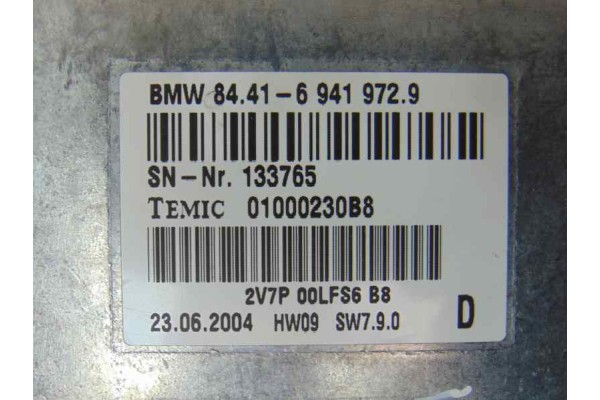 BMW 84.41-6 941 972.9
SN-Nr. 133765
TEMIC 01000230B8
2V7P 00LFS6 B8
23.06.2004 HW09 SW7.9.0 D